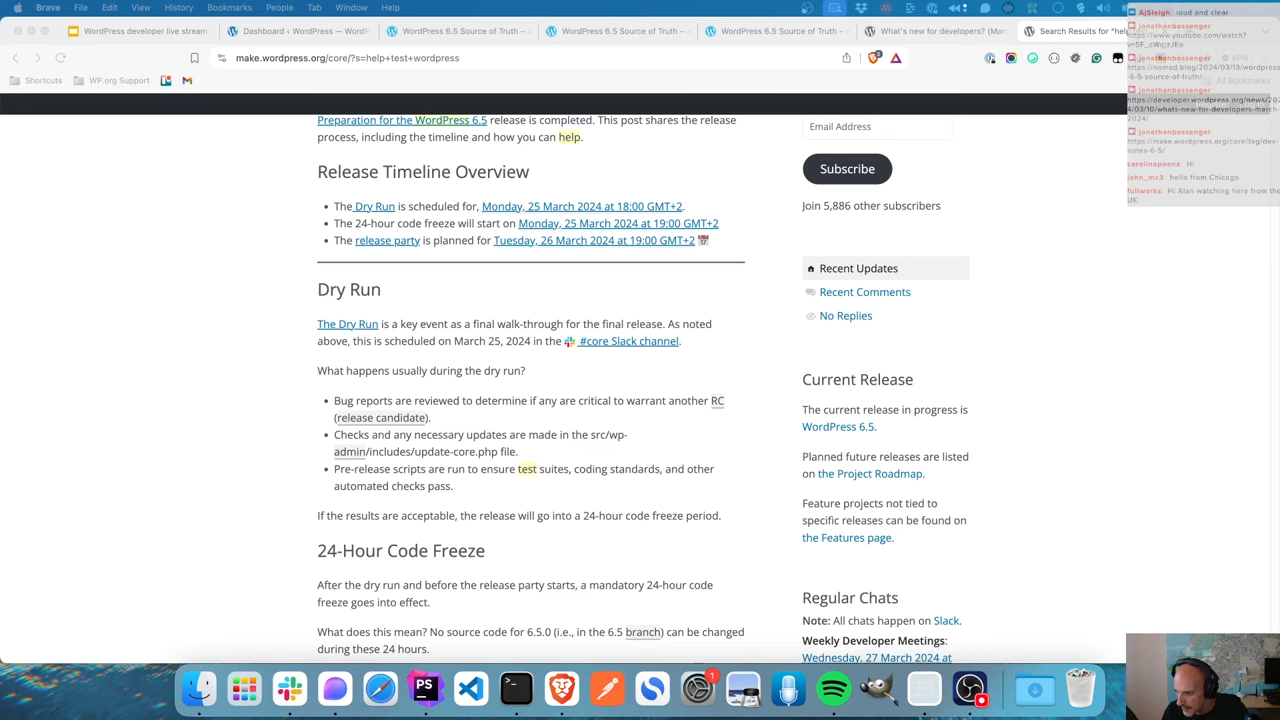 View
History
Bookmarks
People
Tab
Window
Help
WordPress developer live stream
Dashboard ‹ WordPress — WordP
WordPress 6.5 Source of Truth –
WordPress 6.5 Source of Truth –
WordPress 6.5 Source of Truth –
What's new for developers? (Mar
Search Results for "help
make.wordpress.org/core/?s=help+test+wordpress
VPN
Shortcuts
WP.org Support
All Bookmarks
AjSleigh: loud and clear
jonathanbossenger:
https://www.youtube.com/watch?
jonathanbossenger:
https://nomad.blog/2024/03/13/wordpress
-6-5-source-of-truth/
jonathanbossenger:
https://developer.wordpress.org/news/202
4/03/10/whats-new-for-developers-march-
2024/
jonathanbossenger:
https://make.wordpress.org/core/tag/dev-
notes-6-5/
carolinapoena: Hi
john_mc3: hello from Chicago
fullworks: Hi Alan watching here from the
UK
Preparation for the WordPress 6.5 release is completed. This post shares the release
process, including the timeline and how you can help.
Release Timeline Overview
The Dry Run is scheduled for, Monday, 25 March 2024 at 18:00 GMT+2.
The 24-hour code freeze will start on Monday, 25 March 2024 at 19:00 GMT+2
The release party is planned for Tuesday, 26 March 2024 at 19:00 GMT+2
Dry Run
The Dry Run is a key event as a final walk-through for the final release. As noted
above, this is scheduled on March 25, 2024 in the #core Slack channel.
What happens usually during the dry run?
Bug reports are reviewed to determine if any are critical to warrant another RC
(release candidate).
Checks and any necessary updates are made in the src/wp-
admin/includes/update-core.php file.
Pre-release scripts are run to ensure test suites, coding standards, and other
automated checks pass.
If the results are acceptable, the release will go into a 24-hour code freeze period.
24-Hour Code Freeze
After the dry run and before the release party starts, a mandatory 24-hour code
freeze goes into effect.
What does this mean? No source code for 6.5.0 (i.e., in the 6.5 branch) can be changed
during these 24 hours.
Email Address
Subscribe
Join 5,886 other subscribers
Recent Updates
Recent Comments
No Replies
Current Release
The current release in progress is
WordPress 6.5.
Planned future releases are listed
on the Project Roadmap.
Feature projects not tied to
specific releases can be found on
the Features page.
Regular Chats
Note: All chats happen on Slack.
Weekly Developer Meetings:
Wednesday, 27 March 2024 at
PS
1